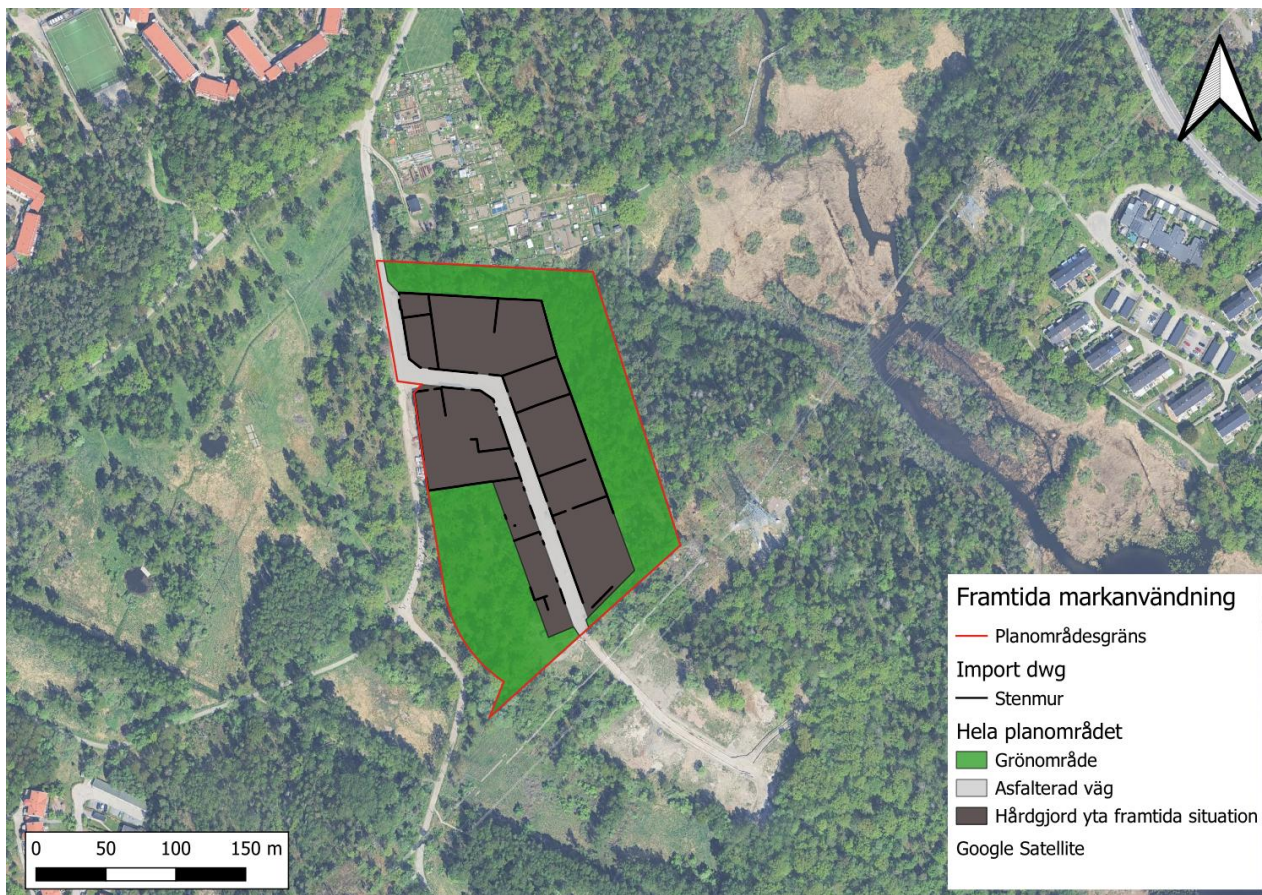 Framtida markanvändning
Planområdesgräns
Import dwg
Stenmur
Hela planområdet
Grönområde
Asfalterad väg
Hårdgjord yta framtida situation
Google Satellite
0 50 100 150 m